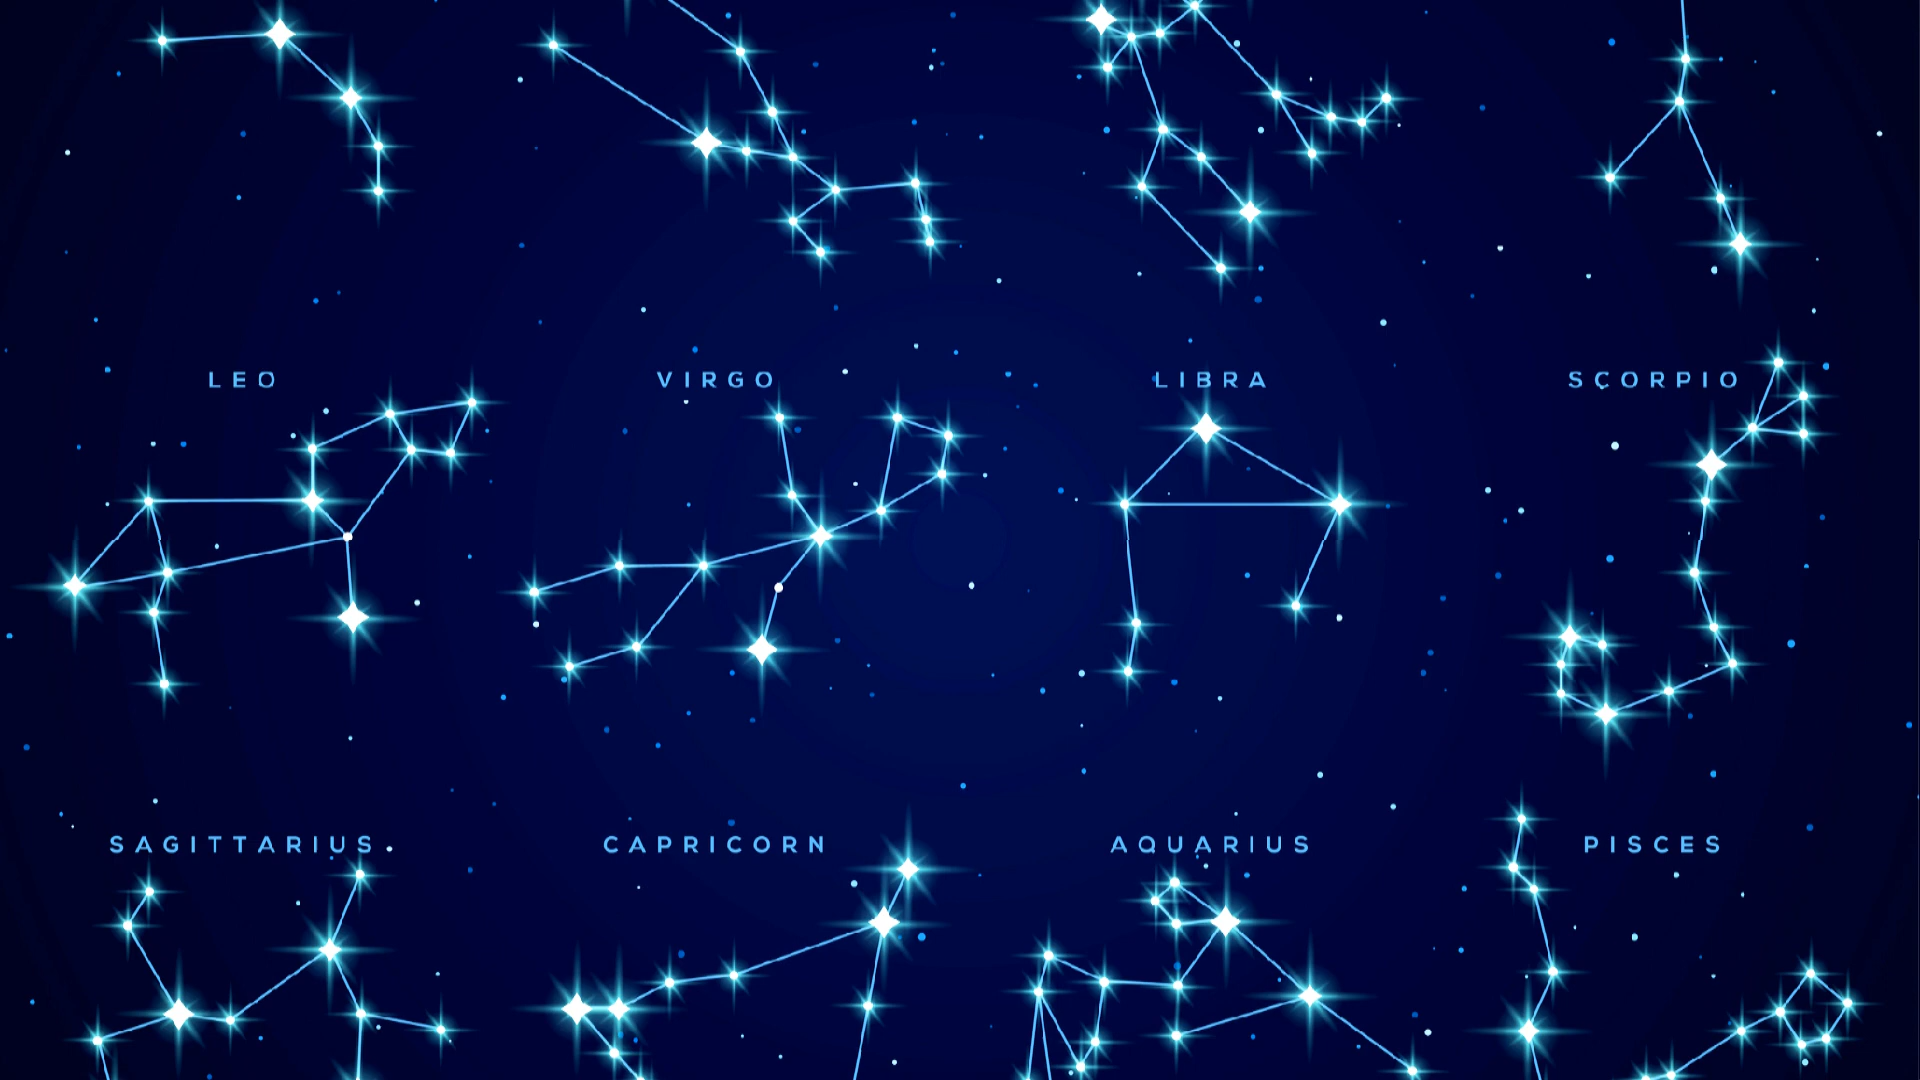 LEO
VIRGO
LIBRA
SCORPIO
SAGITTARIUS
CAPRICORN
AQUARIUS
PISCES